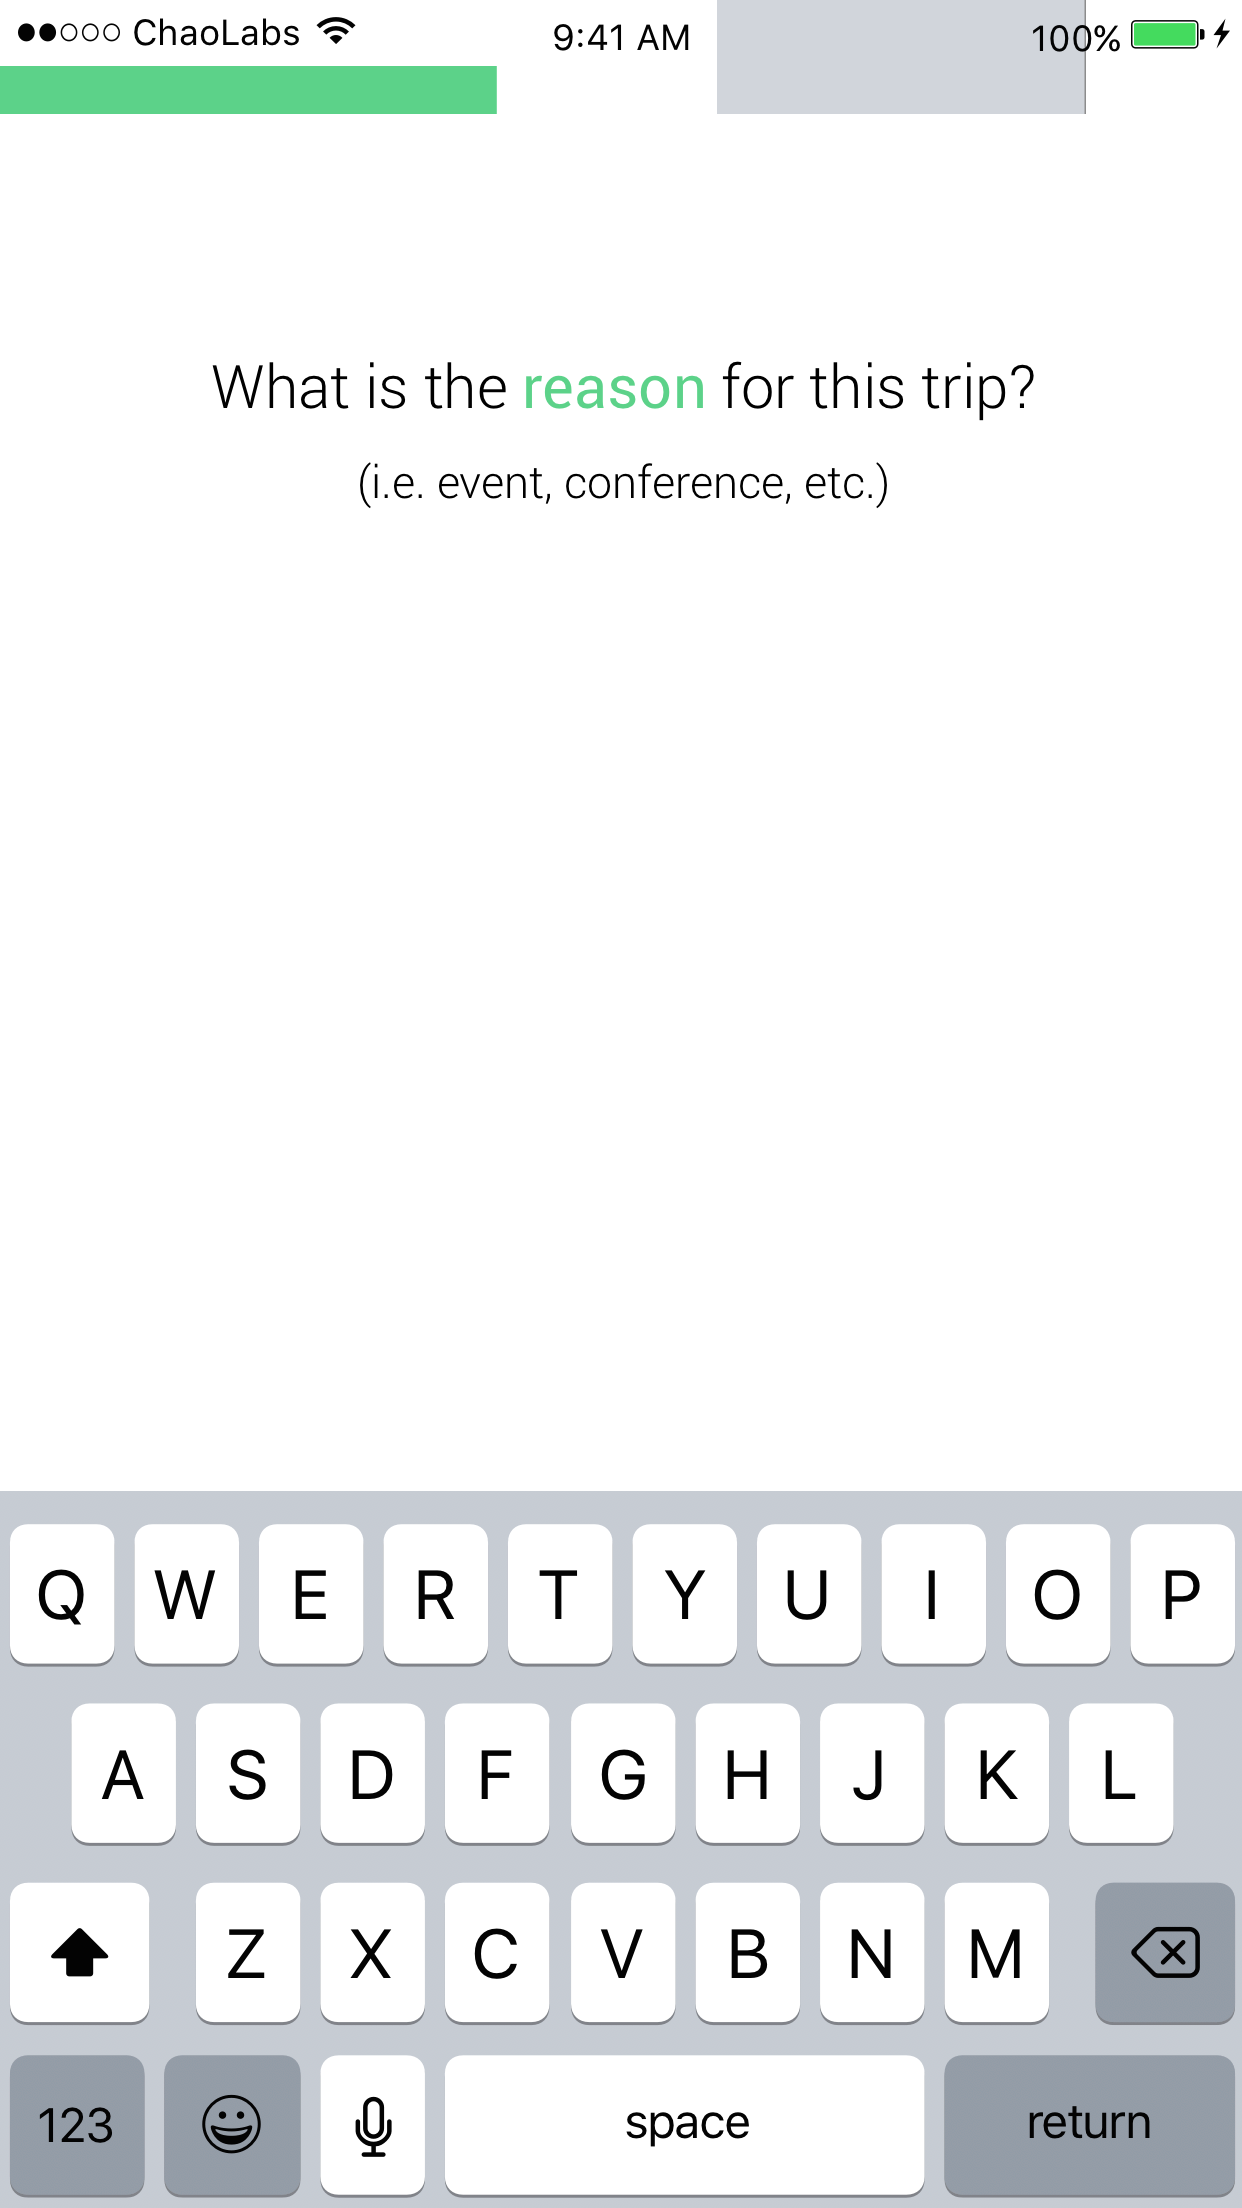 ChaoLabs 9:41 AM 100%
What is the reason for this trip?
(i.e. event, conference, etc.)
Q W E R T Y U I O P
A S D F G H J K L
Z X C V B N M
123 space return